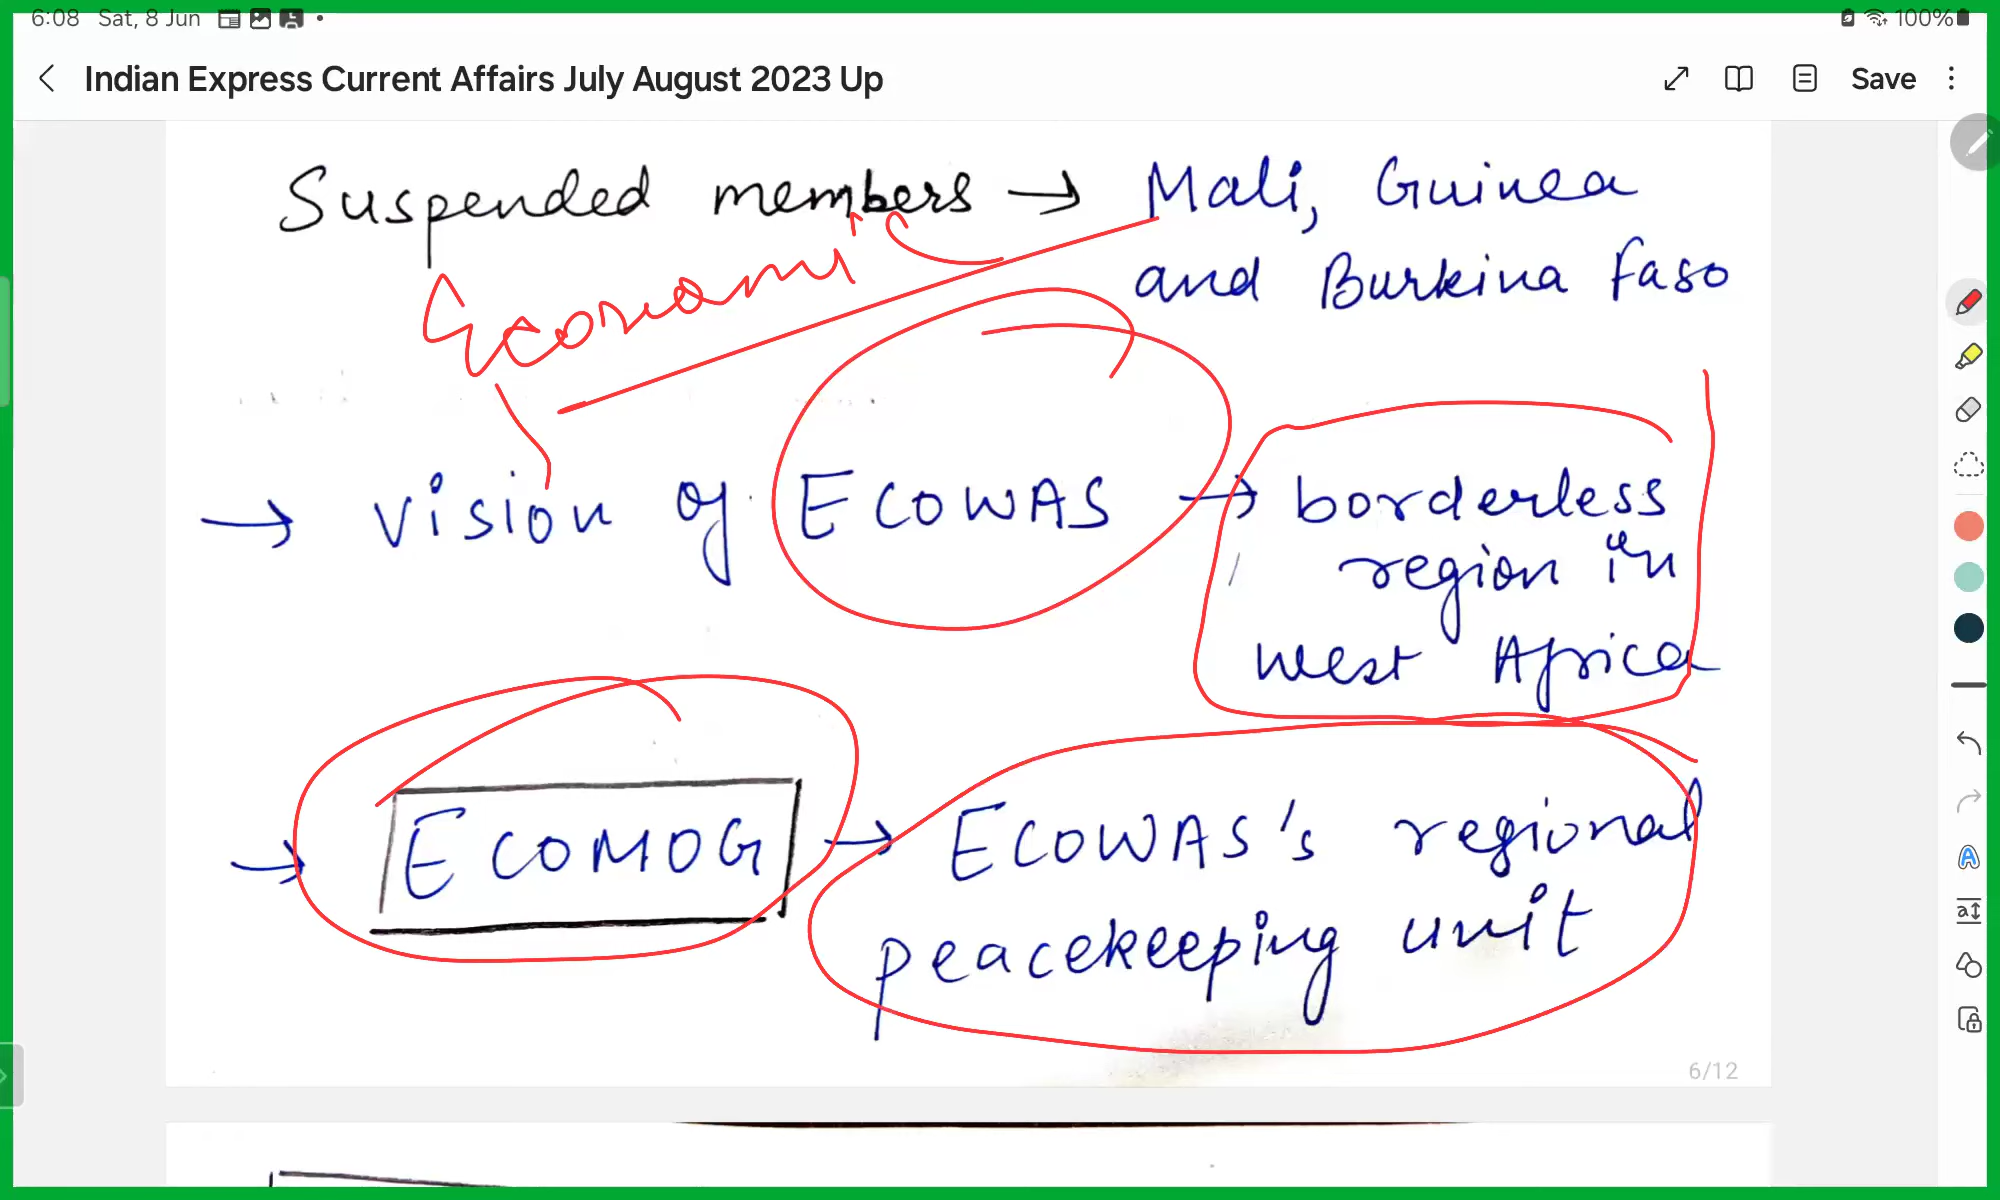 6:08 Sat, 8 Jun
100%
Indian Express Current Affairs July August 2023 Up
Save
Suspended members → Mali, Guinea
and Burkina Faso
Economic
→ Vision of ECOWAS → borderless
region in
West Africa
→ ECOMOG → ECOWAS's regional
peacekeeping unit
6/12